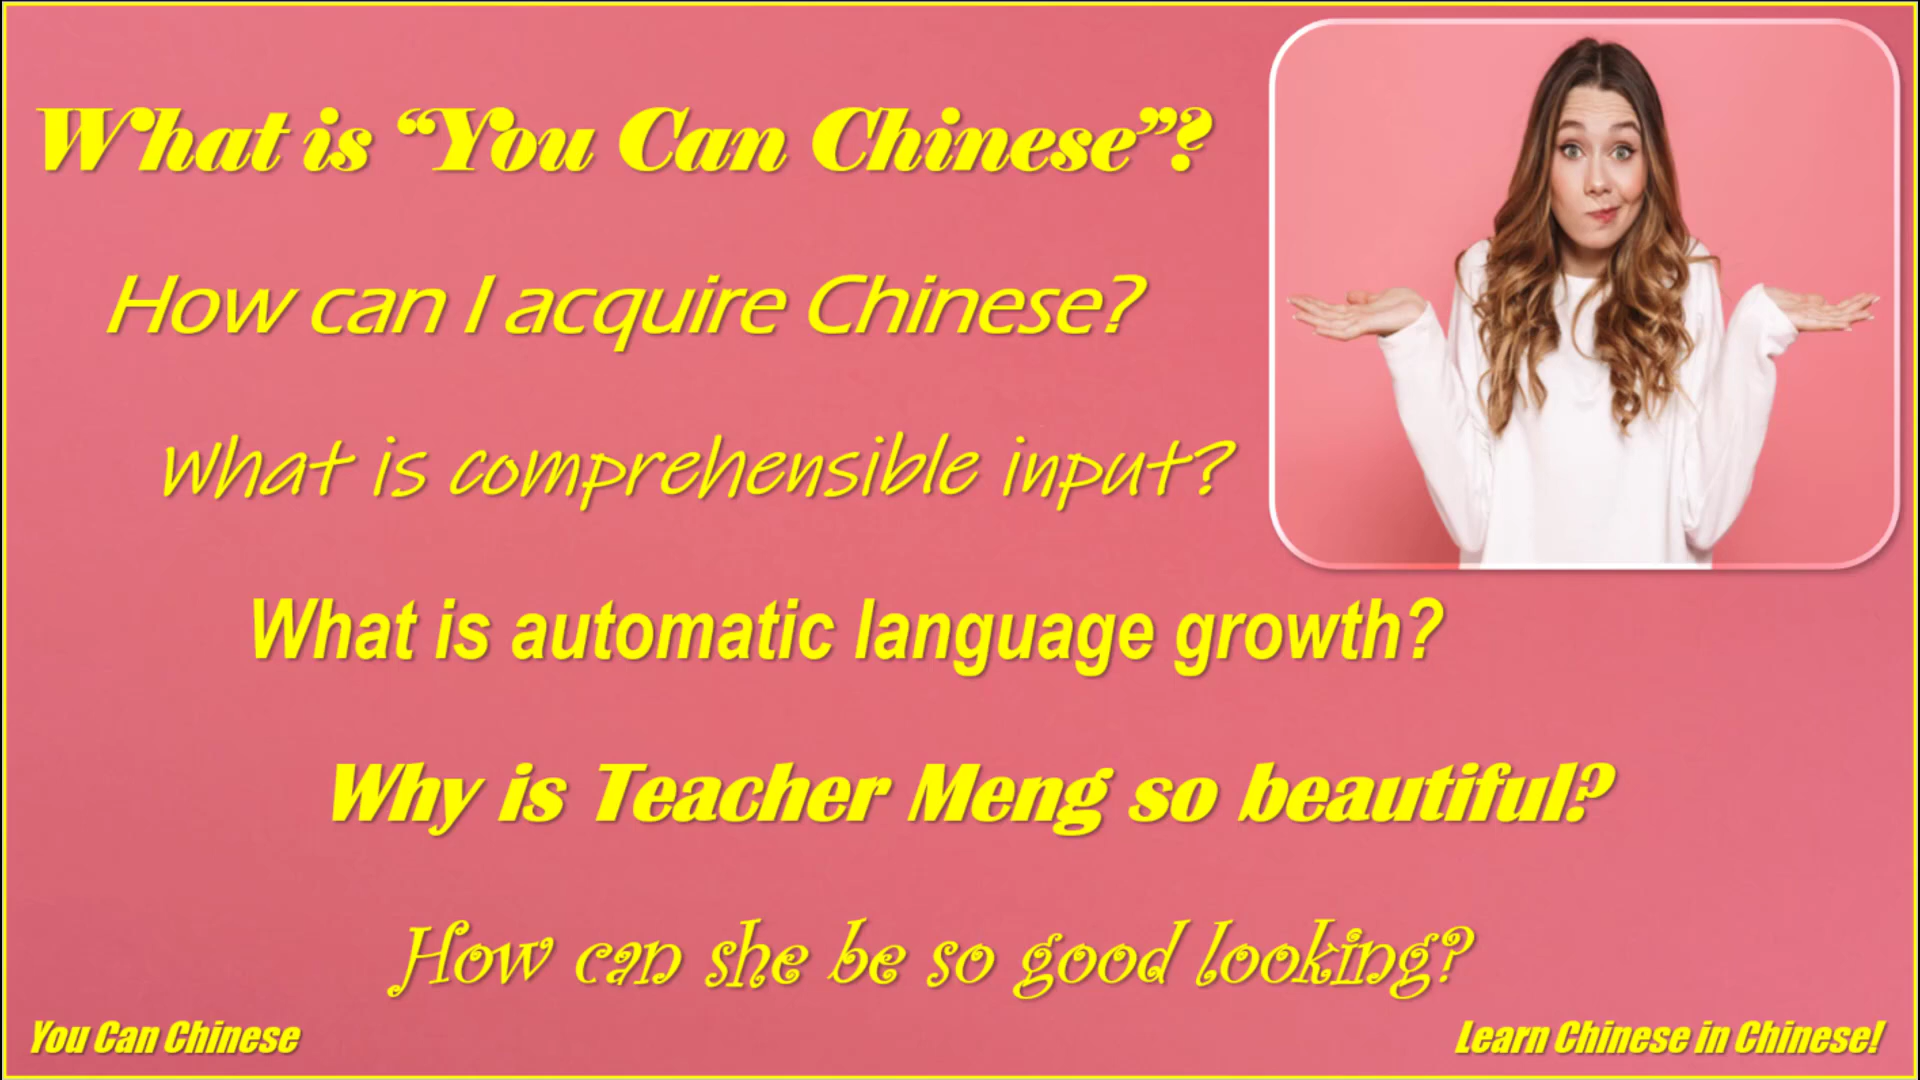 What is “You Can Chinese”?
How can I acquire Chinese?
What is comprehensible input?
What is automatic language growth?
Why is Teacher Meng so beautiful?
How can she be so good looking?
You Can Chinese
Learn Chinese in Chinese!